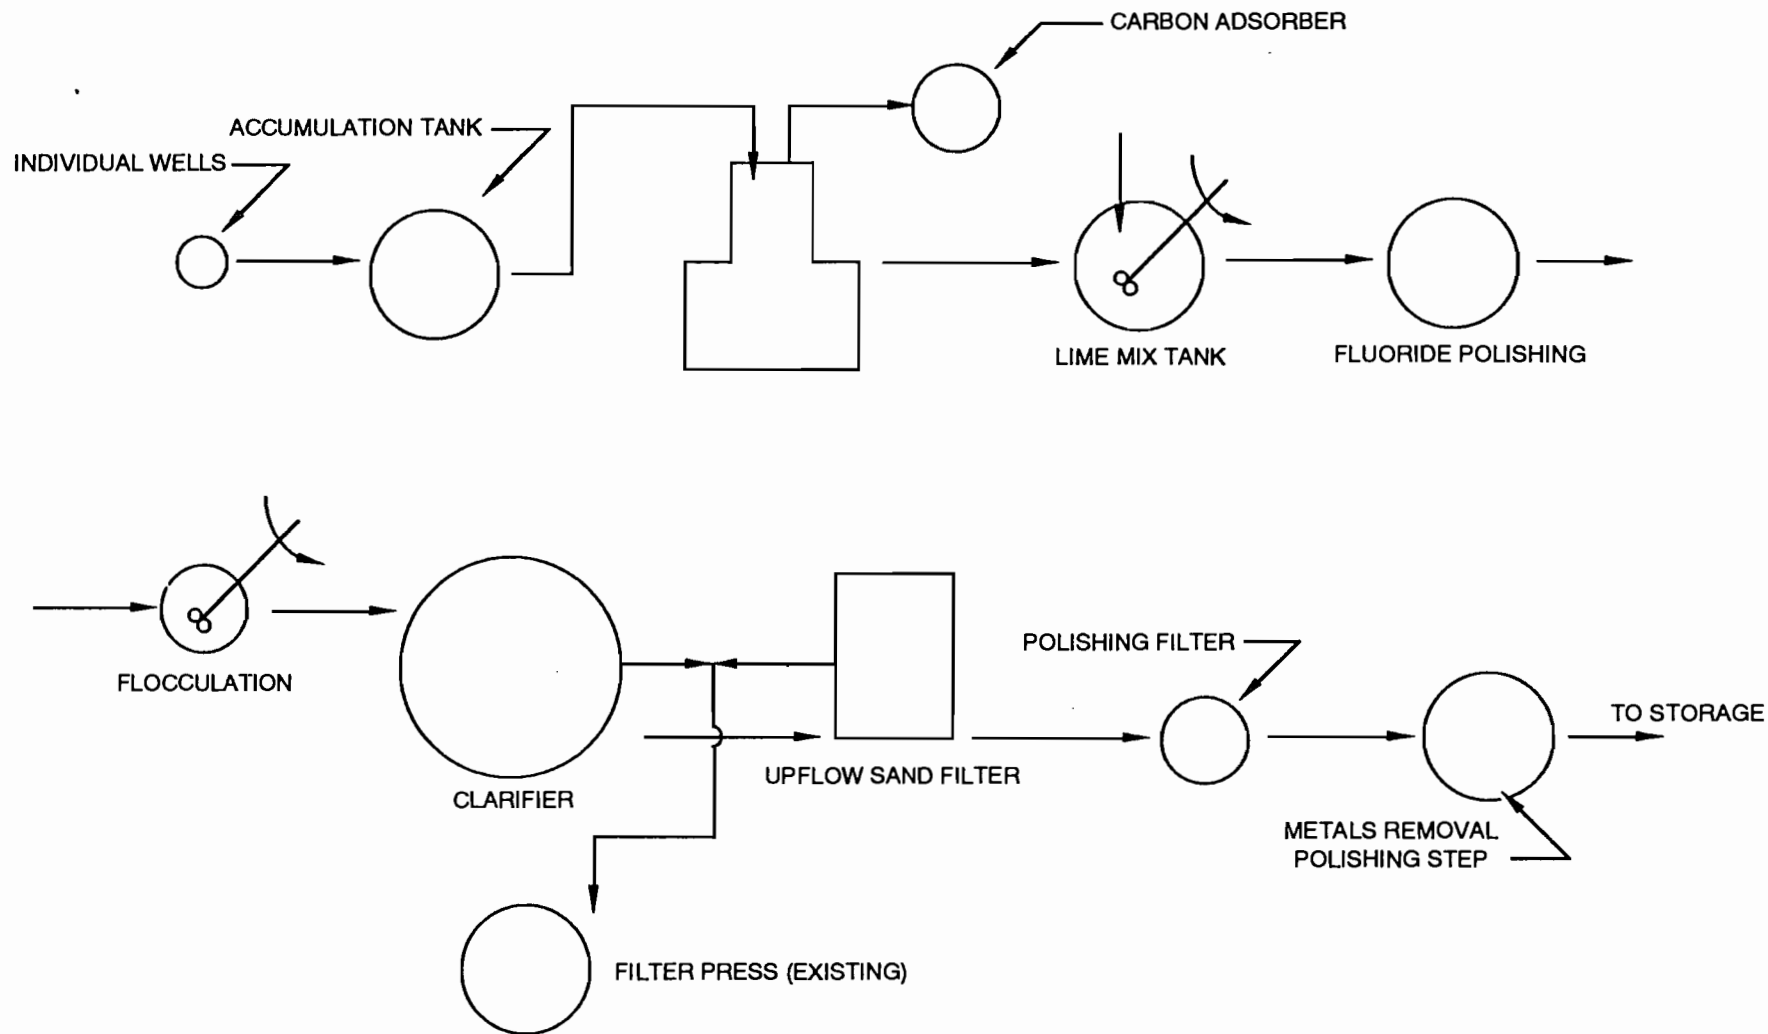 CARBON ADSORBER
ACCUMULATION TANK
INDIVIDUAL WELLS
LIME MIX TANK
FLUORIDE POLISHING
FLOCCULATION
POLISHING FILTER
TO STORAGE
UPFLOW SAND FILTER
CLARIFIER
METALS REMOVAL
POLISHING STEP
FILTER PRESS (EXISTING)